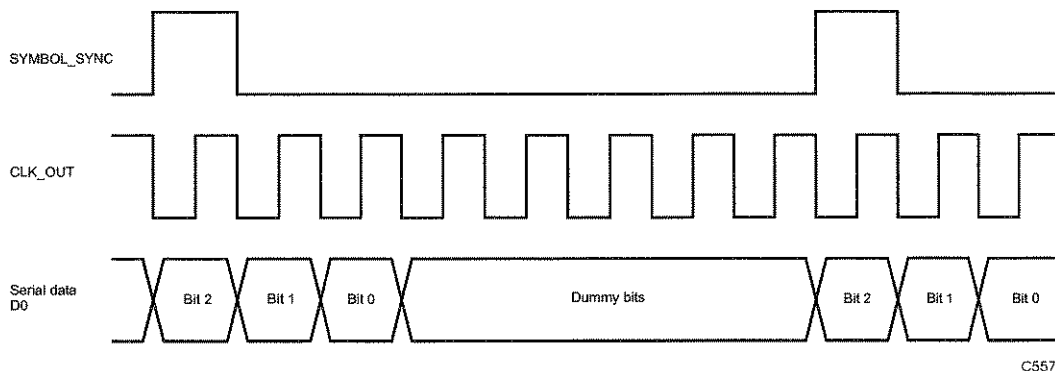 SYMBOL_SYNC
CLK_OUT
Serial data
D0
Bit 2 Bit 1 Bit 0 Dummy bits Bit 2 Bit 1 Bit 0
C557